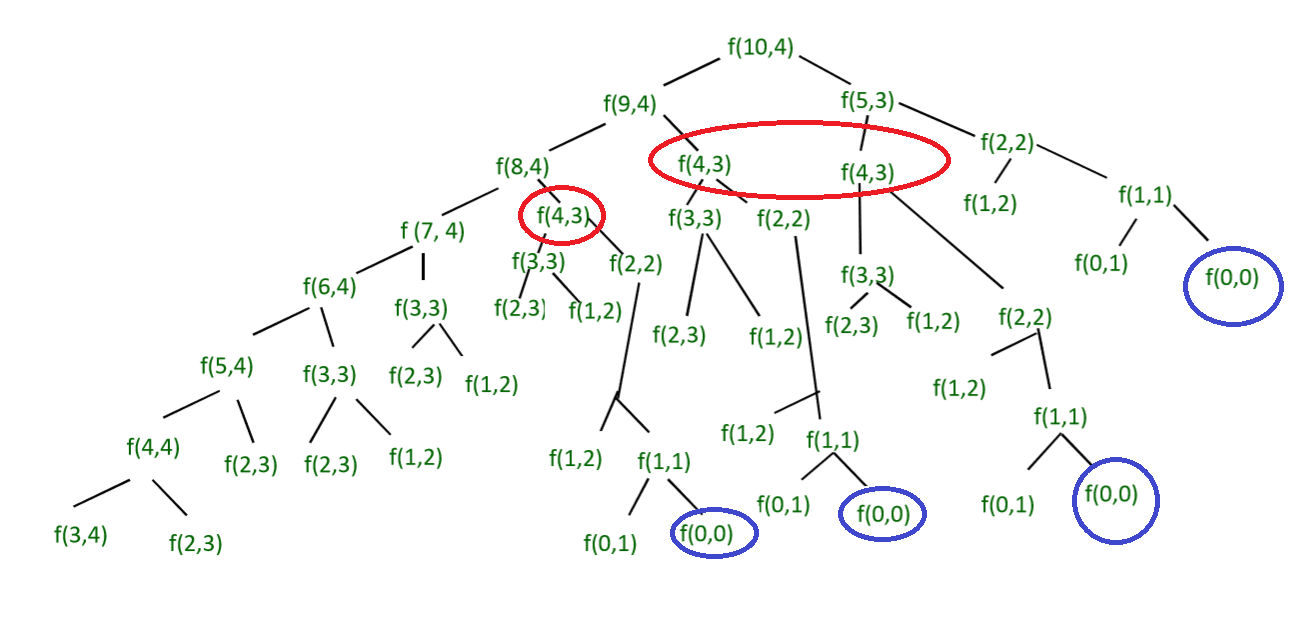 f(10,4)
f(9,4) f(5,3)
f(8,4) f(4,3) f(4,3) f(2,2)
f (7, 4) f(4,3) f(3,3) f(2,2) f(1,2) f(1,1)
f(6,4) f(3,3) f(3,3) f(2,2) f(3,3) f(0,1) f(0,0)
f(2,3) f(1,2) f(2,3) f(1,2) f(2,3) f(1,2) f(2,2)
f(5,4) f(3,3) f(2,3) f(1,2) f(1,2)
f(4,4) f(2,3) f(2,3) f(1,2) f(1,2) f(1,1) f(1,2) f(1,1) f(1,1)
f(3,4) f(2,3) f(0,1) f(0,0) f(0,1) f(0,0) f(0,1) f(0,0)